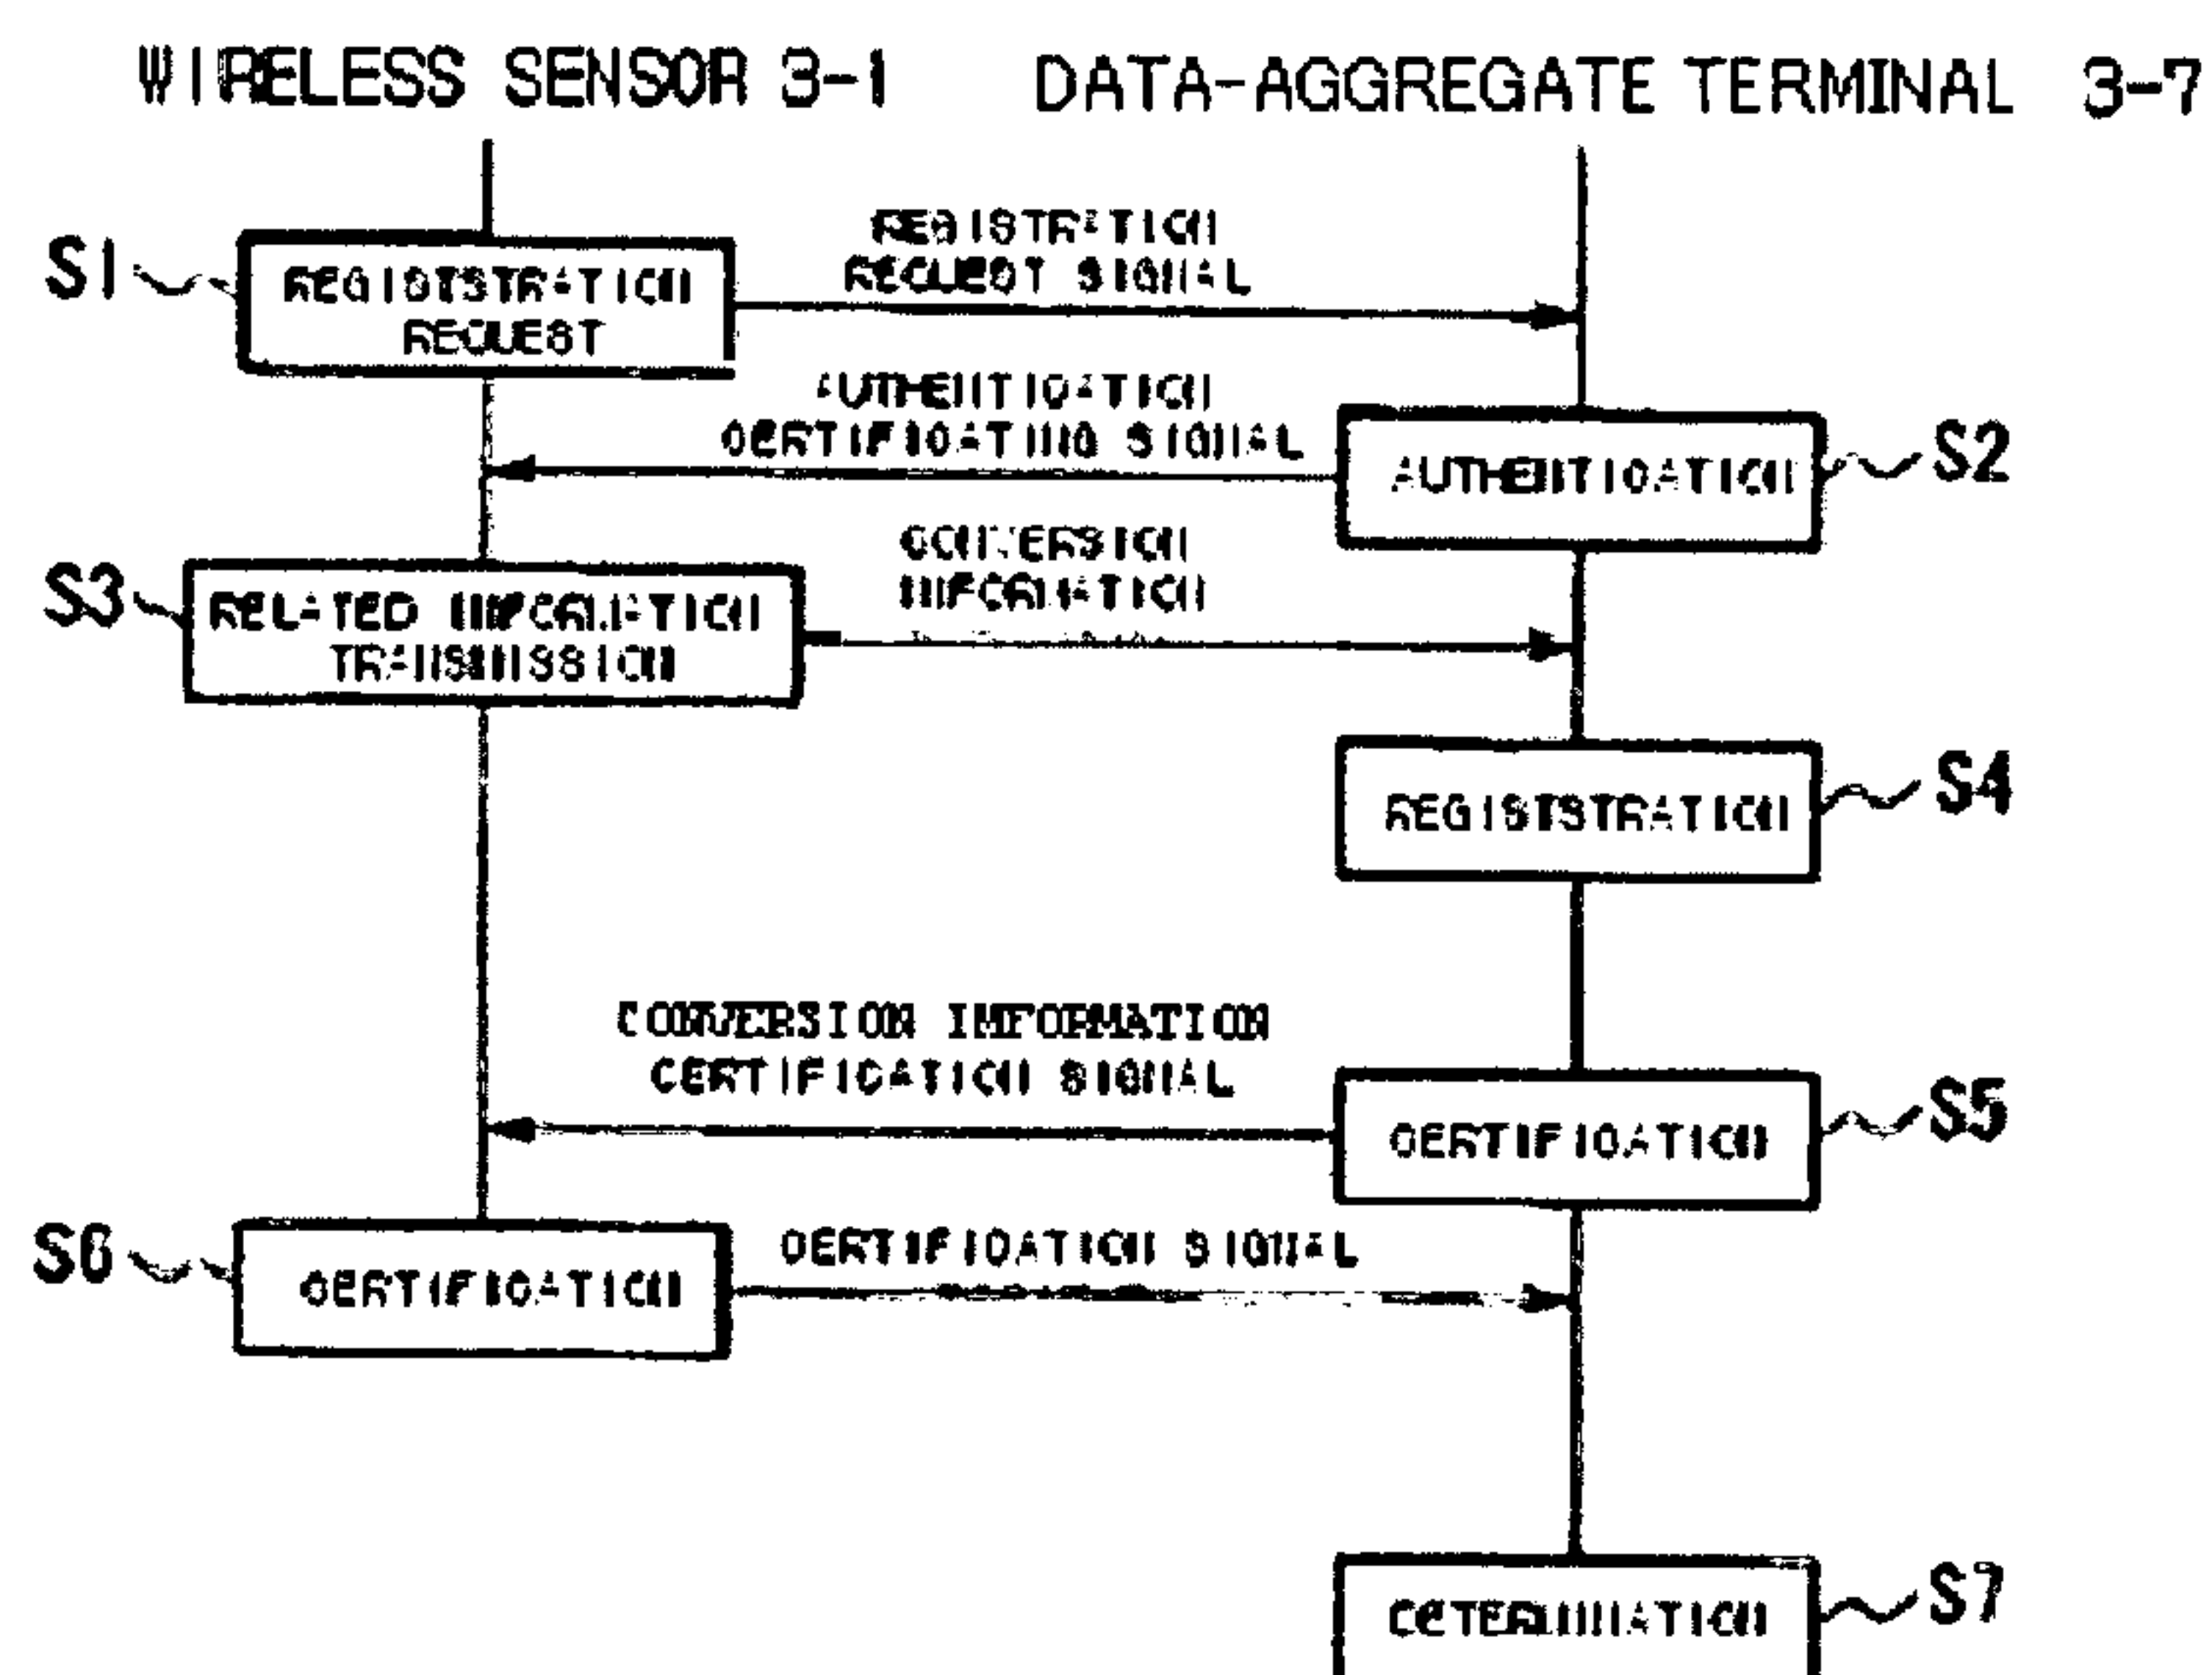 WIRELESS SENSOR 3-1
DATA-AGGREGATE TERMINAL 3-7
S1
REGISTSTRATION
REQUEST
REGISTRATION
REQUEST SIGNAL
AUTHENTICATION
CERTIFICATING SIGNAL
AUTHENTICATION
S2
S3
RELATED INFORMATION
TRANSMISSION
CONVERSION
INFORMATION
REGISTSTRATION
S4
CONVERSION INFORMATION
CERTIFICATION SIGNAL
CERTIFICATION
S5
S6
CERTIFICATION
CERTIFICATION SIGNAL
DETERMINATION
S7